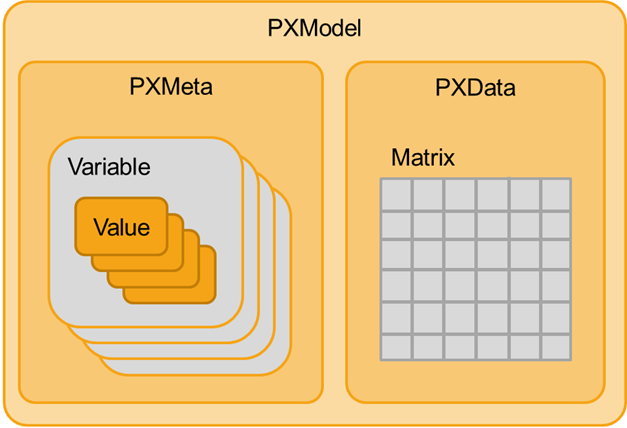 PXModel
PXMeta
Variable
Value
PXData
Matrix